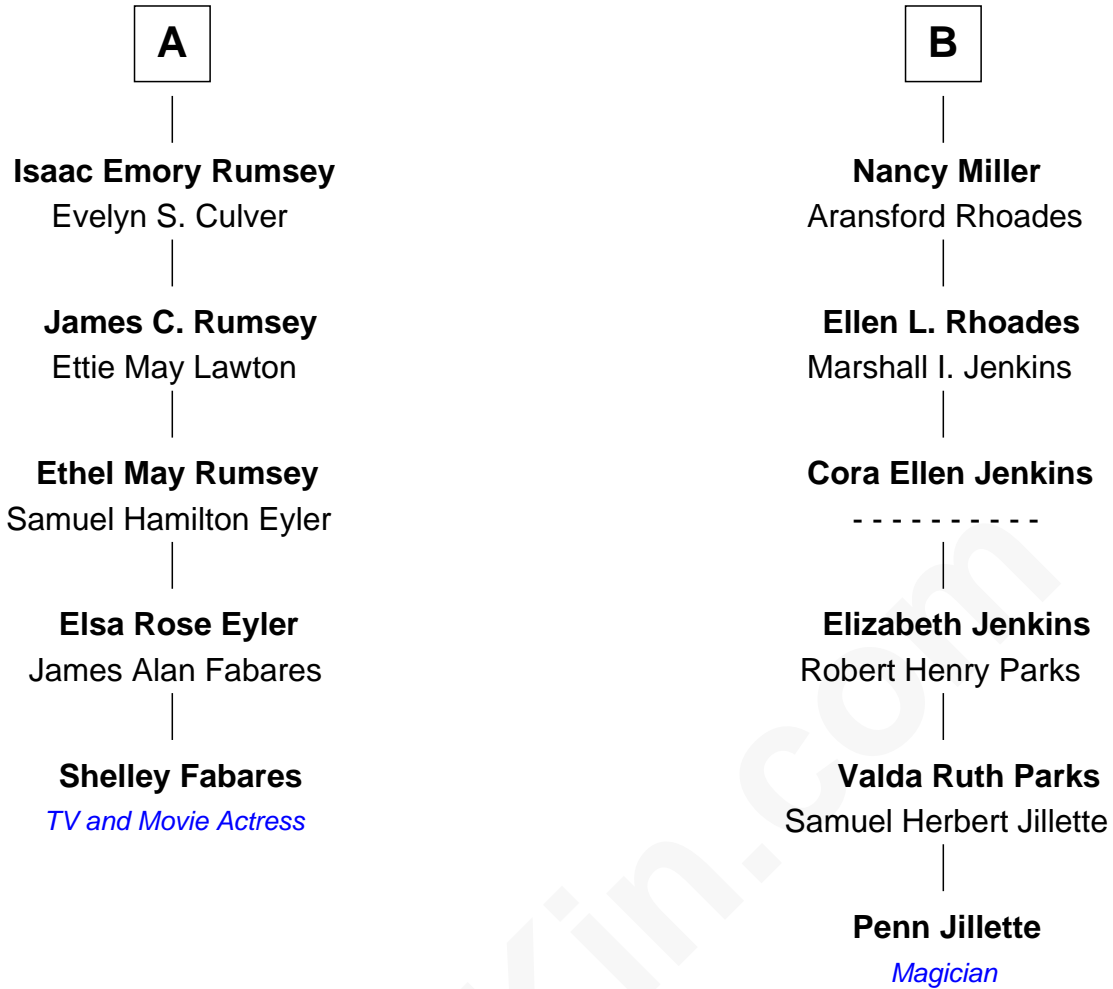 A
Isaac Emory Rumsey
Evelyn S. Culver
James C. Rumsey
Ettie May Lawton
Ethel May Rumsey
Samuel Hamilton Eyler
Elsa Rose Eyler
James Alan Fabares
Shelley Fabares
TV and Movie Actress
B
Nancy Miller
Aransford Rhoades
Ellen L. Rhoades
Marshall I. Jenkins
Cora Ellen Jenkins
- - - - - - - - - -
Elizabeth Jenkins
Robert Henry Parks
Valda Ruth Parks
Samuel Herbert Jillette
Penn Jillette
Magician